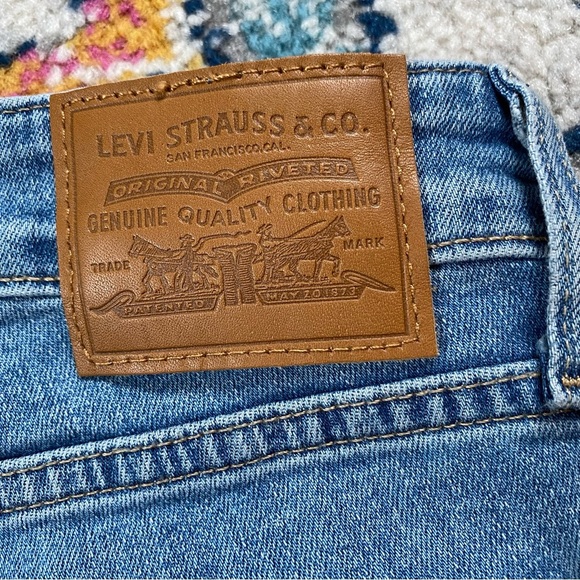 LEVI STRAUSS & CO.
SAN FRANCISCO, CAL.
ORIGINAL RIVETED
GENUINE QUALITY CLOTHING
TRADE MARK
PATENTED MAY 20 1873